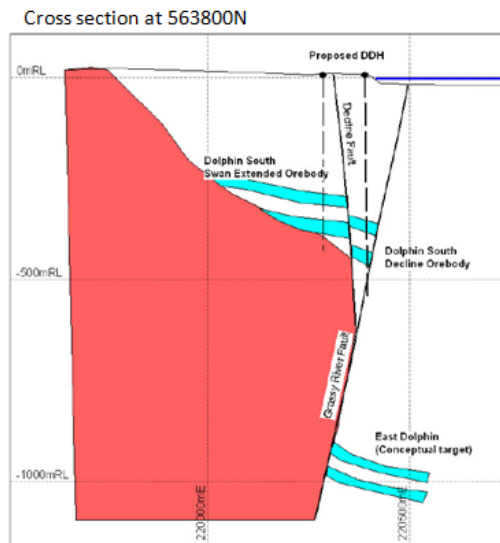 Cross section at 563800N
Proposed DDH
0mRL
Decline Fault
Dolphin South
Swan Extended Orebody
Dolphin South
Decline Orebody
-500mRL
Grassy River Fault
East Dolphin
(Conceptual target)
-1000mRL
220000mE
220500mE